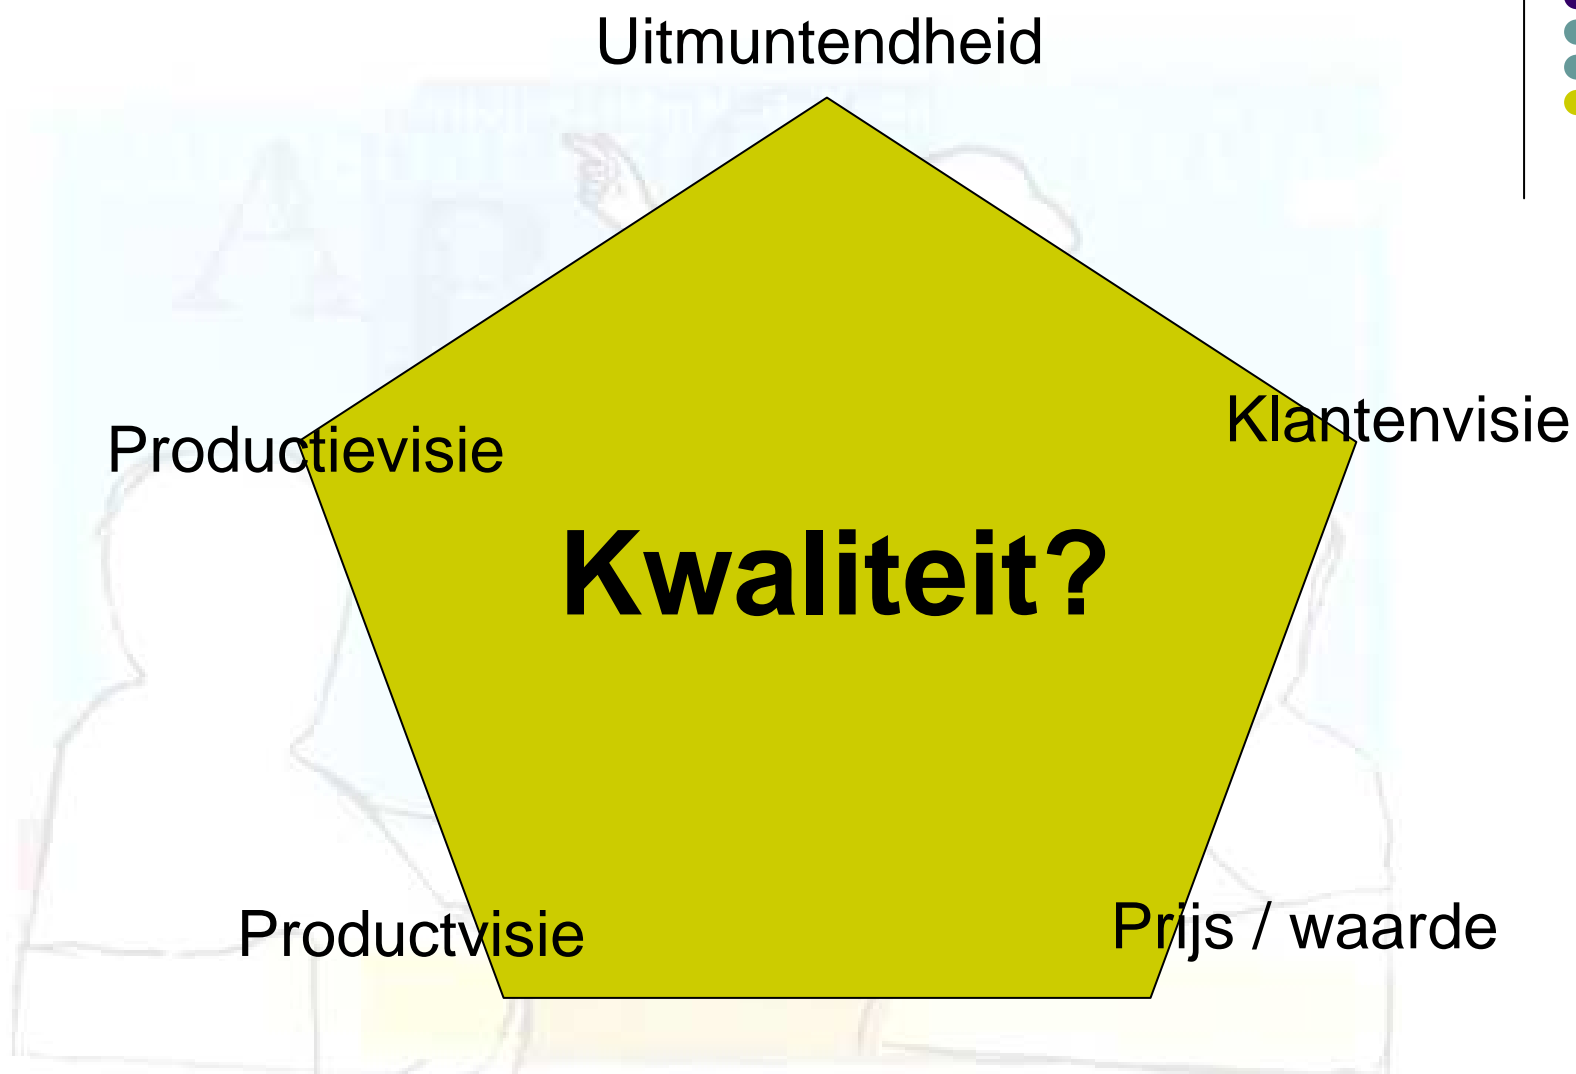 Uitmuntendheid
Klantenvisie
Productievisie
Kwaliteit?
Prijs / waarde
Productvisie